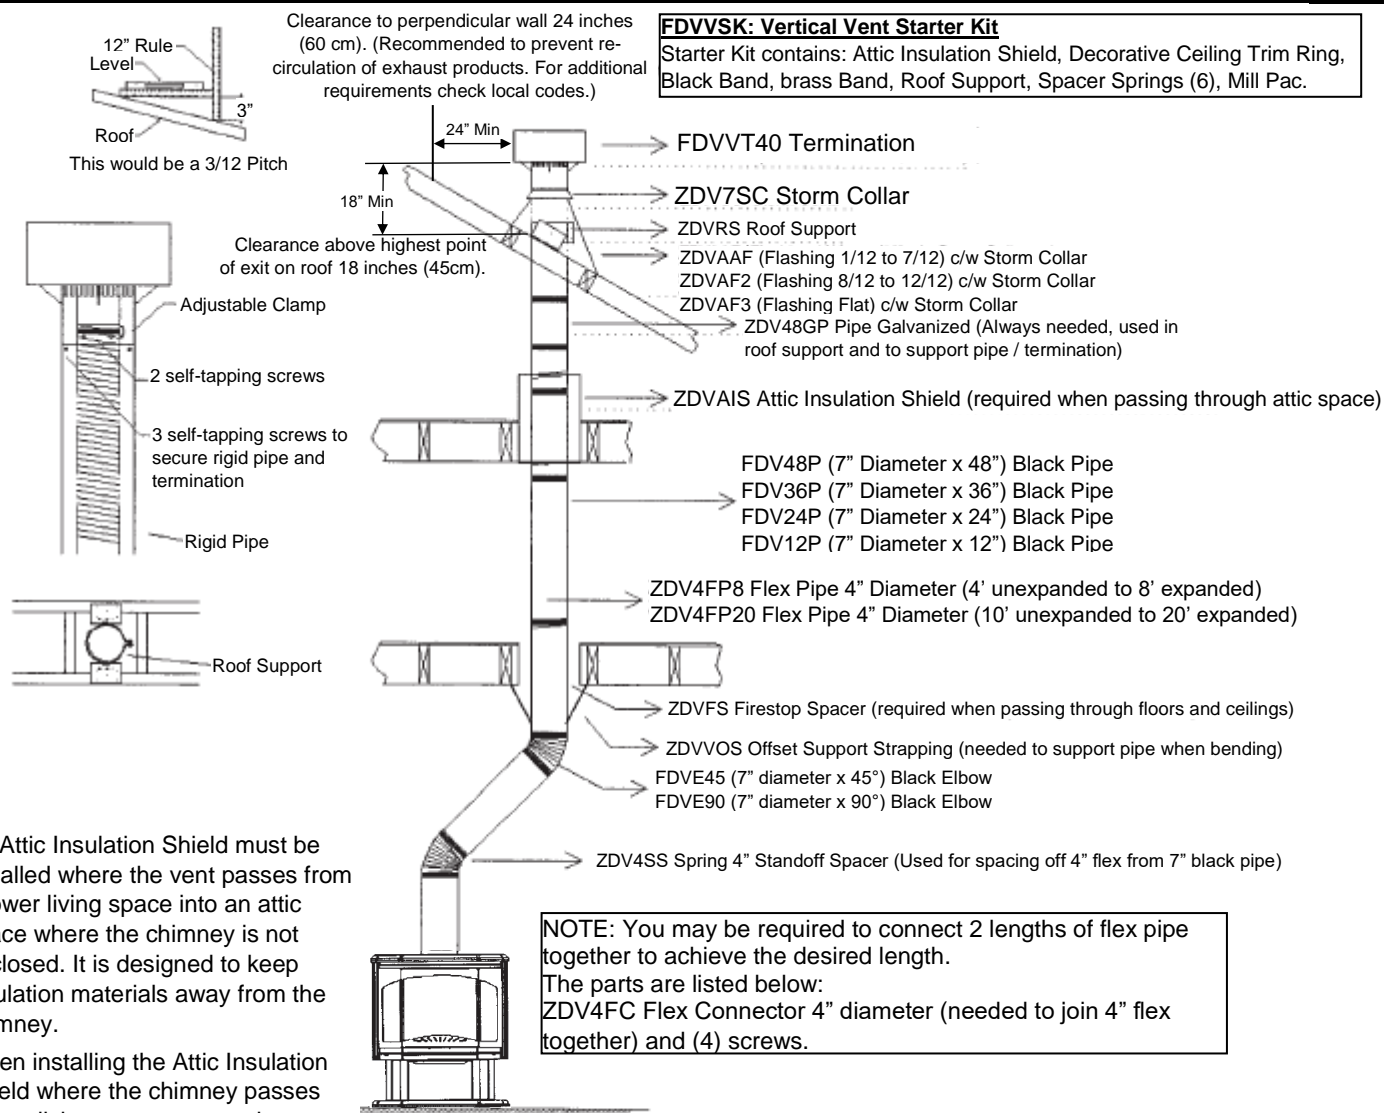 12” Rule
Level
3”
Roof
This would be a 3/12 Pitch
Clearance to perpendicular wall 24 inches
(60 cm). (Recommended to prevent re-
circulation of exhaust products. For additional
requirements check local codes.)
FDVVSK: Vertical Vent Starter Kit
Starter Kit contains: Attic Insulation Shield, Decorative Ceiling Trim Ring,
Black Band, brass Band, Roof Support, Spacer Springs (6), Mill Pac.
24” Min
18” Min
Clearance above highest point
of exit on roof 18 inches (45cm).
FDVVT40 Termination
ZDV7SC Storm Collar
ZDVRS Roof Support
ZDVAAF (Flashing 1/12 to 7/12) c/w Storm Collar
ZDVAF2 (Flashing 8/12 to 12/12) c/w Storm Collar
ZDVAF3 (Flashing Flat) c/w Storm Collar
ZDV48GP Pipe Galvanized (Always needed, used in
roof support and to support pipe / termination)
ZDVAIS Attic Insulation Shield (required when passing through attic space)
Adjustable Clamp
2 self-tapping screws
3 self-tapping screws to
secure rigid pipe and
termination
Rigid Pipe
Roof Support
FDV48P (7” Diameter x 48”) Black Pipe
FDV36P (7” Diameter x 36”) Black Pipe
FDV24P (7” Diameter x 24”) Black Pipe
FDV12P (7” Diameter x 12”) Black Pipe
ZDV4FP8 Flex Pipe 4” Diameter (4’ unexpanded to 8’ expanded)
ZDV4FP20 Flex Pipe 4” Diameter (10’ unexpanded to 20’ expanded)
ZDVFS Firestop Spacer (required when passing through floors and ceilings)
ZDVVOS Offset Support Strapping (needed to support pipe when bending)
FDVE45 (7” diameter x 45°) Black Elbow
FDVE90 (7” diameter x 90°) Black Elbow
ZDV4SS Spring 4” Standoff Spacer (Used for spacing off 4” flex from 7” black pipe)
Attic Insulation Shield must be
alled where the vent passes from
ower living space into an attic
ace where the chimney is not
closed. It is designed to keep
ulation materials away from the
mney.
en installing the Attic Insulation
eld where the chimney passes
NOTE: You may be required to connect 2 lengths of flex pipe
together to achieve the desired length.
The parts are listed below:
ZDV4FC Flex Connector 4” diameter (needed to join 4” flex
together) and (4) screws.